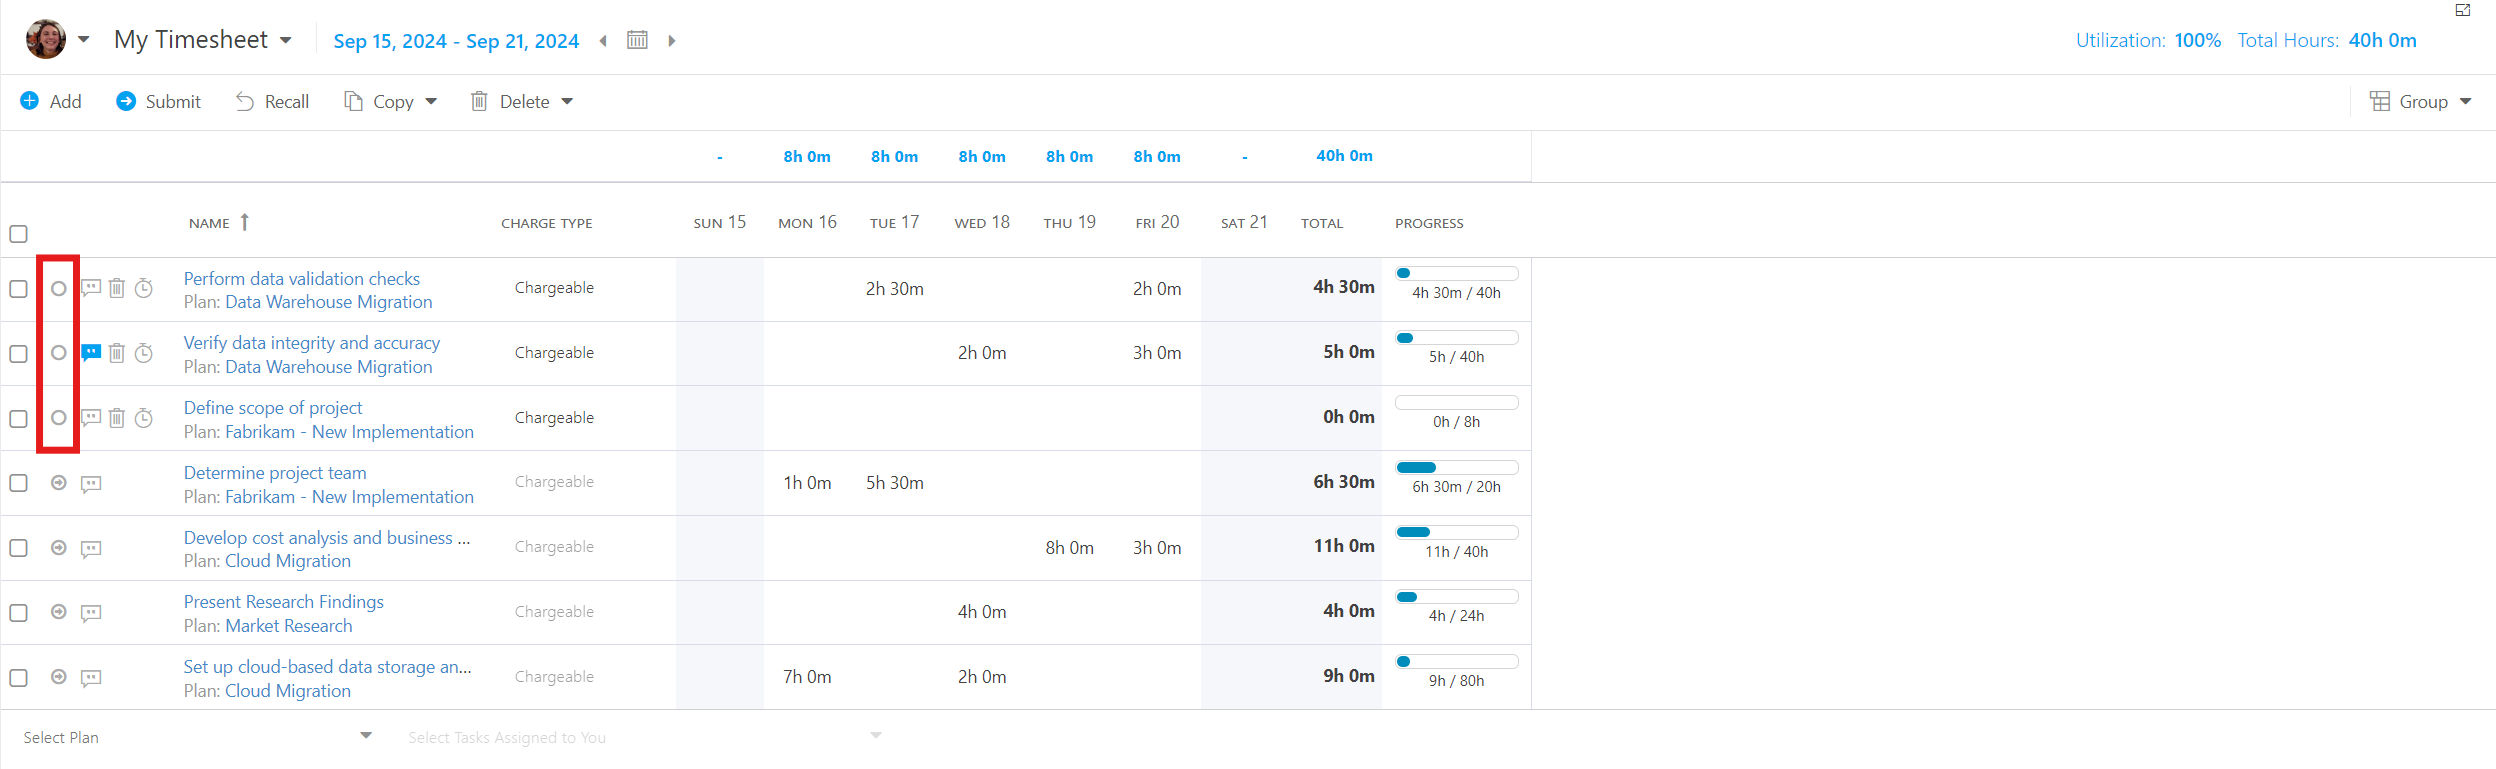 My Timesheet Sep 15, 2024 - Sep 21, 2024 Utilization: 100% Total Hours: 40h 0m
Add Submit Recall Copy Delete Group
- 8h 0m 8h 0m 8h 0m 8h 0m 8h 0m - 40h 0m
NAME CHARGE TYPE SUN 15 MON 16 TUE 17 WED 18 THU 19 FRI 20 SAT 21 TOTAL PROGRESS
Perform data validation checks Chargeable 2h 30m 2h 0m 4h 30m
Plan: Data Warehouse Migration 4h 30m / 40h
Verify data integrity and accuracy Chargeable 2h 0m 3h 0m 5h 0m
Plan: Data Warehouse Migration 5h / 40h
Define scope of project Chargeable 0h 0m
Plan: Fabrikam - New Implementation 0h / 8h
Determine project team Chargeable 1h 0m 5h 30m 6h 30m
Plan: Fabrikam - New Implementation 6h 30m / 20h
Develop cost analysis and business ... Chargeable 8h 0m 3h 0m 11h 0m
Plan: Cloud Migration 11h / 40h
Present Research Findings Chargeable 4h 0m 4h 0m
Plan: Market Research 4h / 24h
Set up cloud-based data storage an... Chargeable 7h 0m 2h 0m 9h 0m
Plan: Cloud Migration 9h / 80h
Select Plan Select Tasks Assigned to You